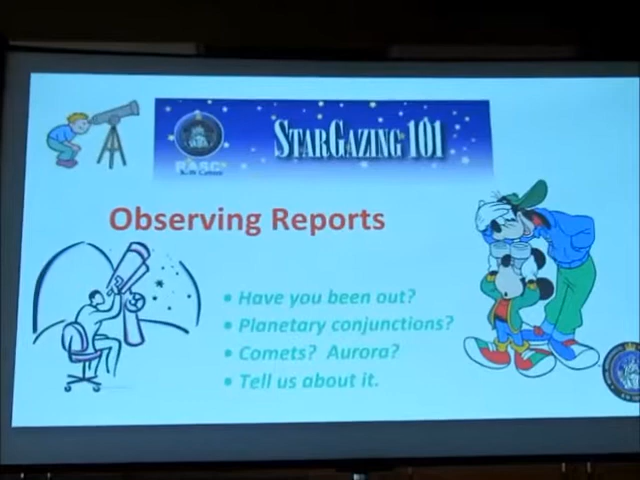 STARGAZING 101
RASC
Observing Reports
• Have you been out?
• Planetary conjunctions?
• Comets? Aurora?
• Tell us about it.